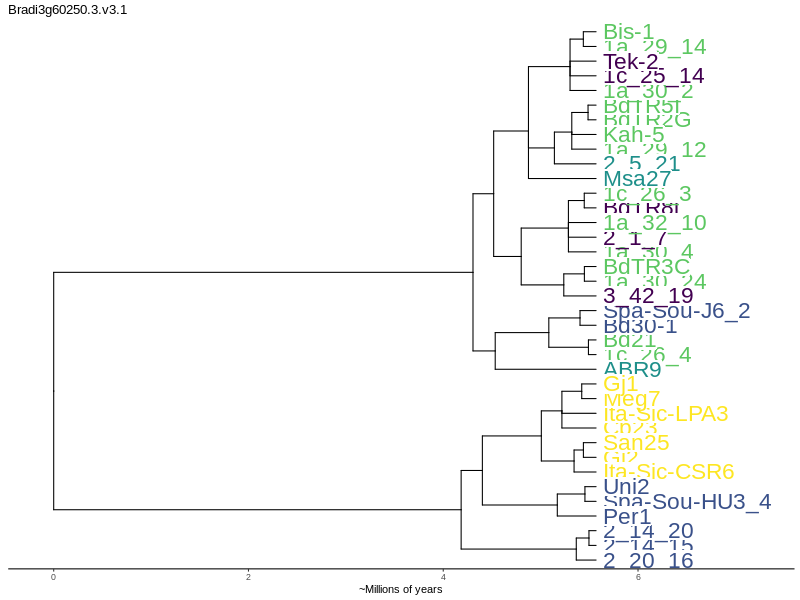 Bradi3g60250.3.v3.1
Bis-1
1a_29_14
Tek-2
1c_25_14
1a_30_2
BdTR5I
BdTR2G
Kah-5
1a_29_12
2_5_21
Msa27
1c_26_3
BdTR8I
1a_32_10
2_1_7
1a_30_4
BdTR3C
1a_30_24
3_42_19
Spa-Sou-J6_2
Bd30-1
Bd21
1c_26_4
ABR9
Gj1
Meg7
Ita-Sic-LPA3
Cb23
San25
Gi2
Ita-Sic-CSR6
Uni2
Spa-Sou-HU3_4
Per1
2_14_20
2_14_15
2_20_16
0 2 4 6
~Millions of years